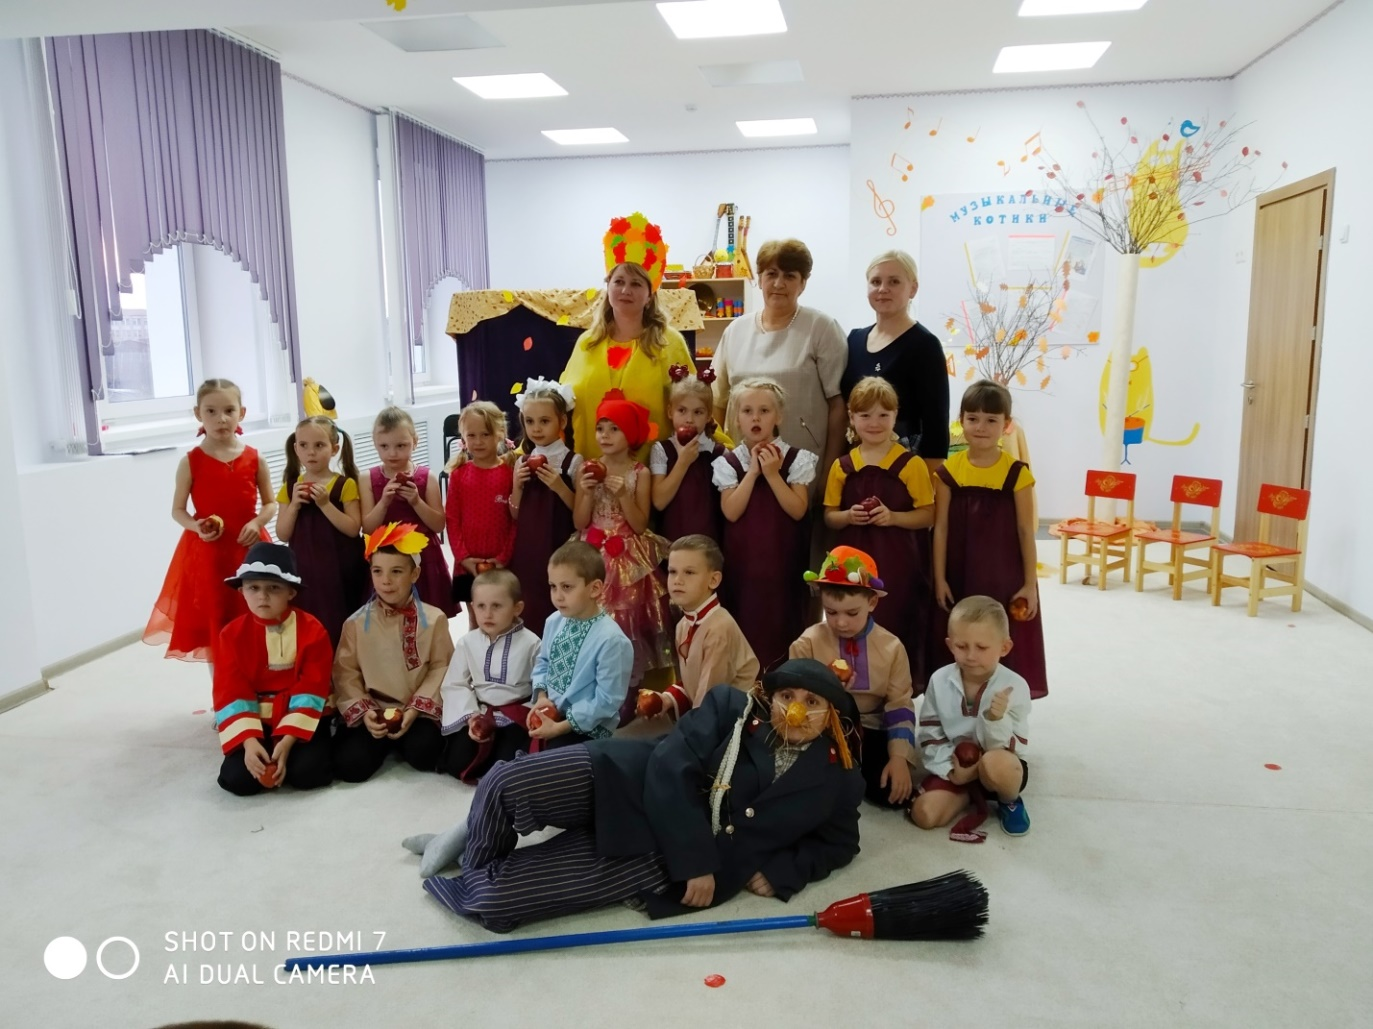 МУЗЫКАЛЬНЫЕ
КОТИКИ
SHOT ON REDMI 7
AI DUAL CAMERA